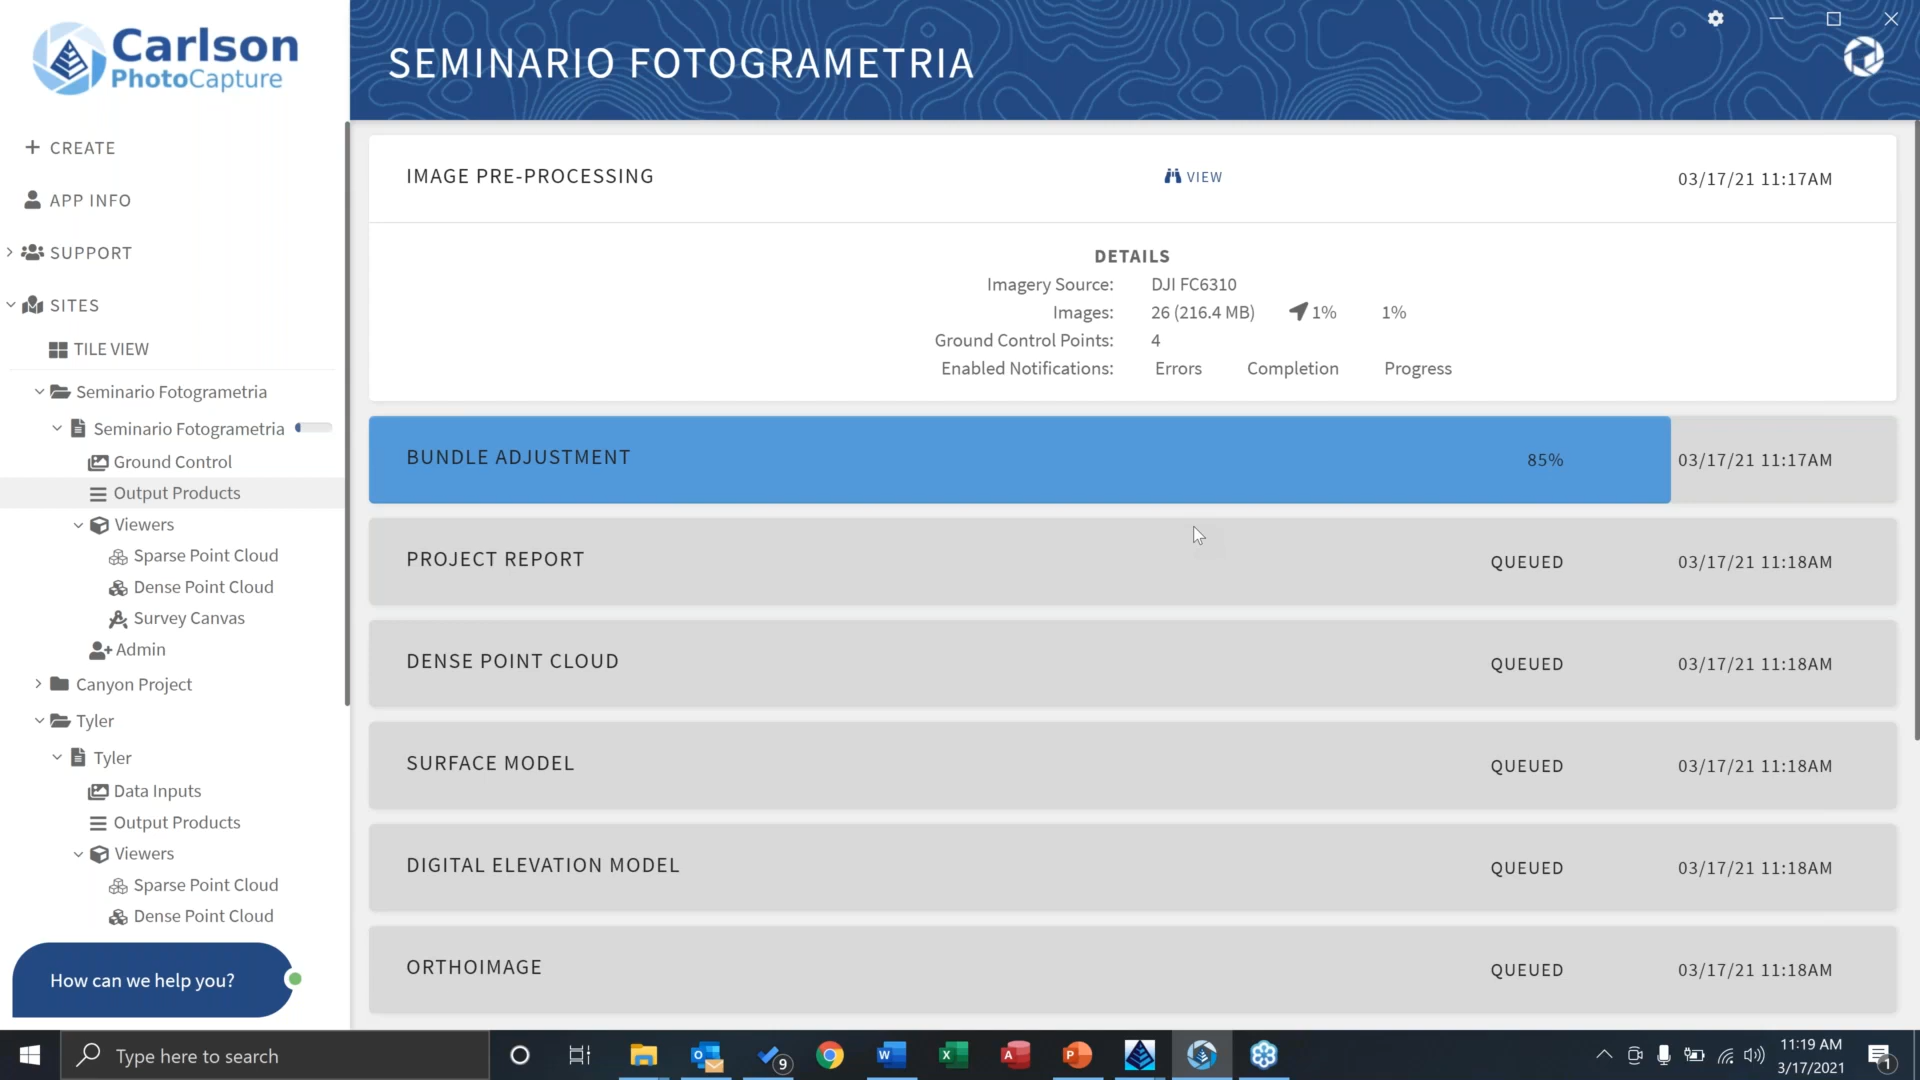 Carlson
PhotoCapture
CREATE
APP INFO
SUPPORT
SITES
TILE VIEW
Seminario Fotogrametria
Seminario Fotogrametria
Ground Control
Output Products
Viewers
Sparse Point Cloud
Dense Point Cloud
Survey Canvas
Admin
Canyon Project
Tyler
Tyler
Data Inputs
Output Products
Viewers
Sparse Point Cloud
Dense Point Cloud
How can we help you?
SEMINARIO FOTOGRAMETRIA
IMAGE PRE-PROCESSING VIEW 03/17/21 11:17AM
DETAILS
Imagery Source: DJI FC6310
Images: 26 (216.4 MB) 1% 1%
Ground Control Points: 4
Enabled Notifications: Errors Completion Progress
BUNDLE ADJUSTMENT 85% 03/17/21 11:17AM
PROJECT REPORT QUEUED 03/17/21 11:18AM
DENSE POINT CLOUD QUEUED 03/17/21 11:18AM
SURFACE MODEL QUEUED 03/17/21 11:18AM
DIGITAL ELEVATION MODEL QUEUED 03/17/21 11:18AM
ORTHOIMAGE QUEUED 03/17/21 11:18AM
Type here to search
9
W
X
A
P
11:19 AM
3/17/2021
1